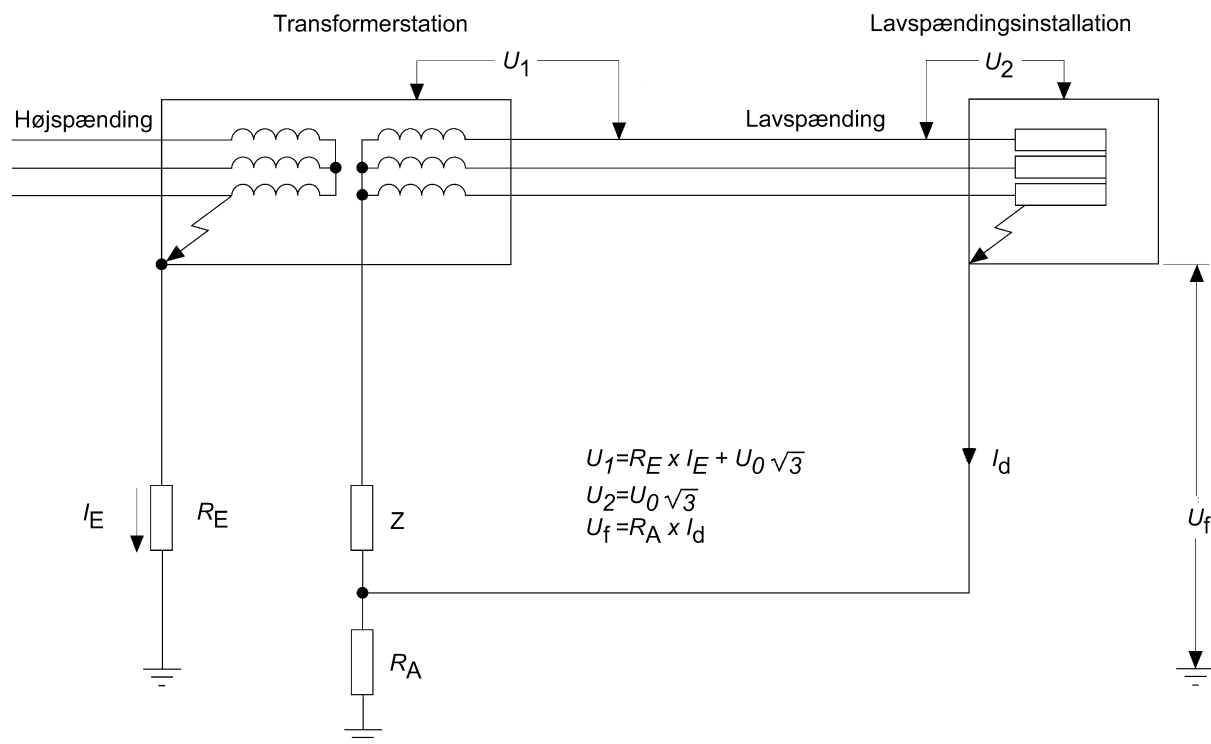 Transformerstation
Lavspændingsinstallation
U1
U2
Højspænding
Lavspænding
U1=RE x IE + U0 √3
U2=U0 √3
Uf=RA x Id
Id
IE
RE
Z
Uf
RA